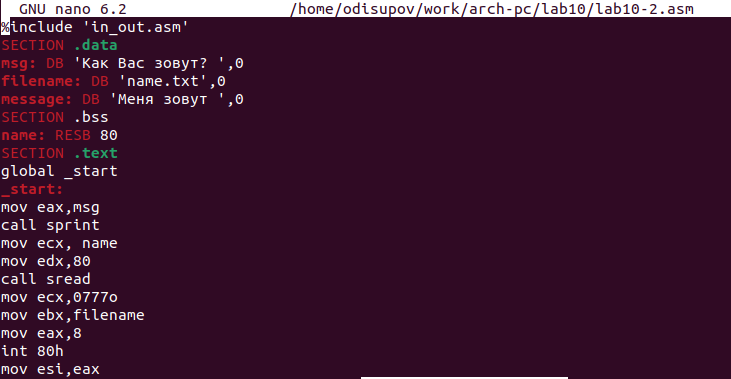 GNU nano 6.2 /home/odisupov/work/arch-pc/lab10/lab10-2.asm
%include 'in_out.asm'
SECTION .data
msg: DB 'Как Вас зовут? ',0
filename: DB 'name.txt',0
message: DB 'Меня зовут ',0
SECTION .bss
name: RESB 80
SECTION .text
global _start
_start:
mov eax,msg
call sprint
mov ecx, name
mov edx,80
call sread
mov ecx,0777o
mov ebx,filename
mov eax,8
int 80h
mov esi,eax